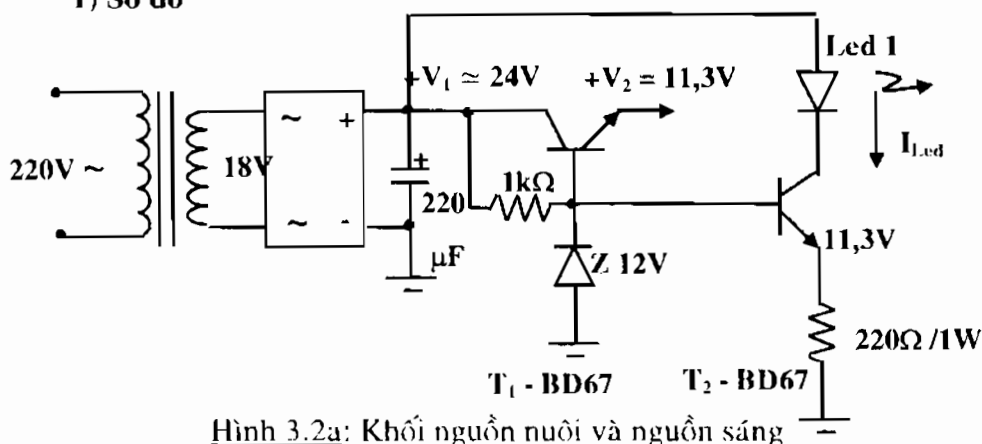 1) Sơ đồ
Led 1
+V₁ ≃ 24V
+V₂ = 11,3V
I_Led
220V ~
18V
~ +
~ -
+
220
µF
1kΩ
Z 12V
11,3V
220Ω /1W
T₁ - BD67
T₂ - BD67
Hình 3.2a: Khối nguồn nuôi và nguồn sáng